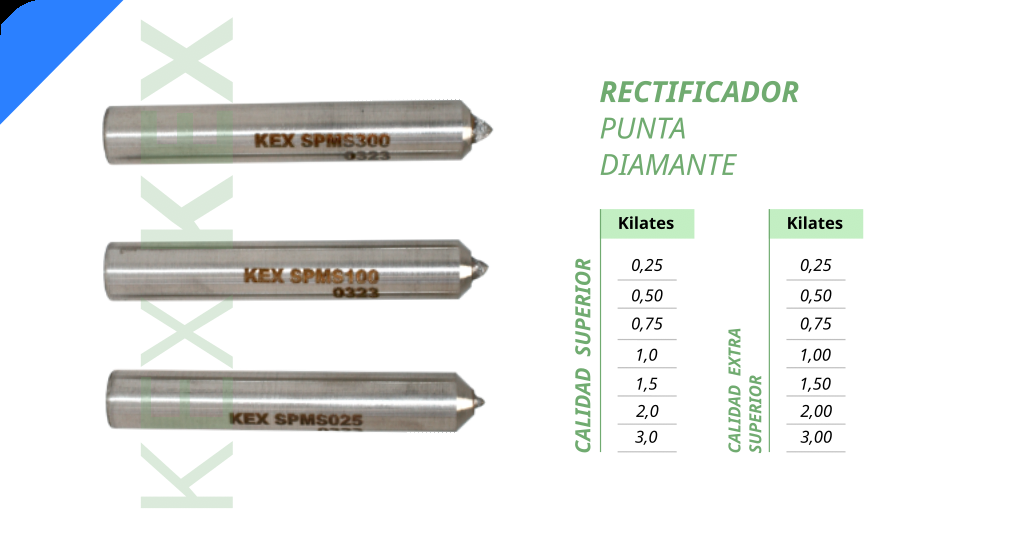 KEX KEX
KEX SPMS300
0323
KEX SPMS100
0323
KEX SPMS025
0323
RECTIFICADOR
PUNTA
DIAMANTE
CALIDAD SUPERIOR
Kilates
0,25
0,50
0,75
1,0
1,5
2,0
3,0
CALIDAD EXTRA
SUPERIOR
Kilates
0,25
0,50
0,75
1,00
1,50
2,00
3,00